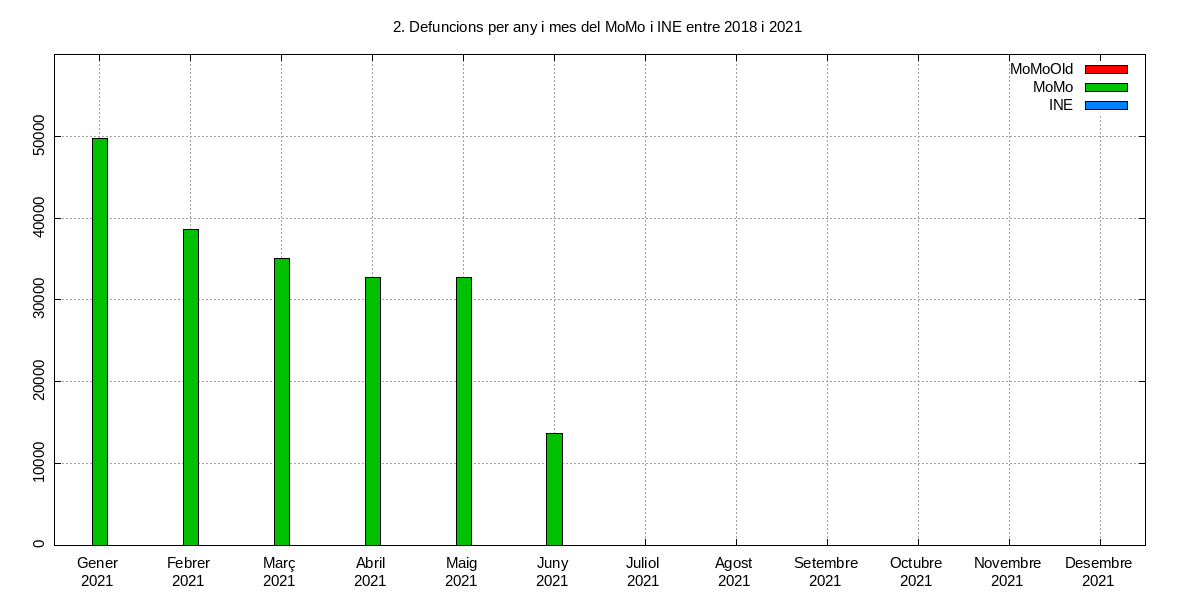 2. Defuncions per any i mes del MoMo i INE entre 2018 i 2021
MoMoOld
MoMo
INE
50000
40000
30000
20000
10000
0
Gener Febrer Març Abril Maig Juny Juliol Agost Setembre Octubre Novembre Desembre
2021 2021 2021 2021 2021 2021 2021 2021 2021 2021 2021 2021